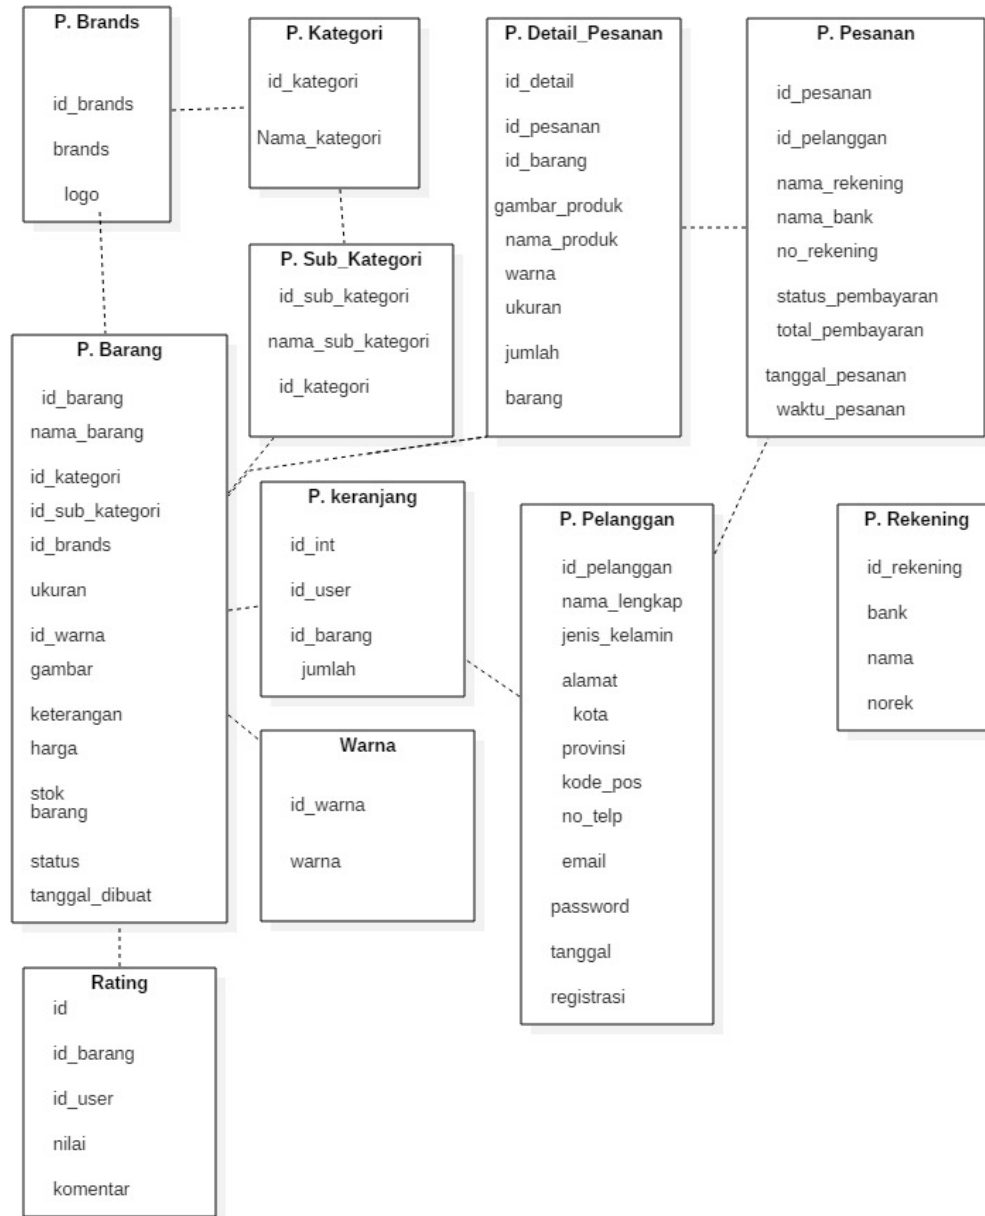 P. Brands
id_brands
brands
logo
P. Kategori
id_kategori
Nama_kategori
P. Detail_Pesanan
id_detail
id_pesanan
id_barang
gambar_produk
nama_produk
warna
ukuran
jumlah
barang
P. Pesanan
id_pesanan
id_pelanggan
nama_rekening
nama_bank
no_rekening
status_pembayaran
total_pembayaran
tanggal_pesanan
waktu_pesanan
P. Sub_Kategori
id_sub_kategori
nama_sub_kategori
id_kategori
P. Barang
id_barang
nama_barang
id_kategori
id_sub_kategori
id_brands
ukuran
id_warna
gambar
keterangan
harga
stok
barang
status
tanggal_dibuat
P. keranjang
id_int
id_user
id_barang
jumlah
P. Pelanggan
id_pelanggan
nama_lengkap
jenis_kelamin
alamat
kota
provinsi
kode_pos
no_telp
email
password
tanggal
registrasi
P. Rekening
id_rekening
bank
nama
norek
Warna
id_warna
warna
Rating
id
id_barang
id_user
nilai
komentar